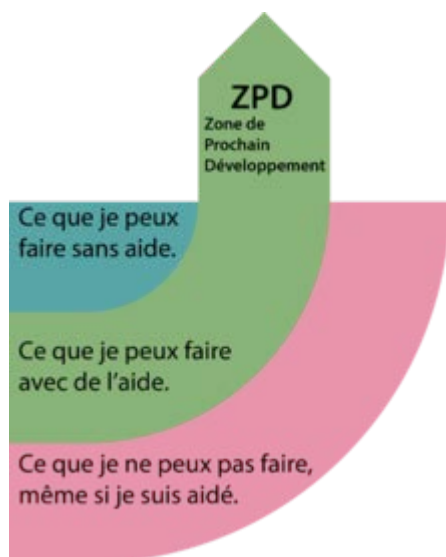 ZPD
Zone de
Prochain
Développement
Ce que je peux
faire sans aide.
Ce que je peux faire
avec de l'aide.
Ce que je ne peux pas faire,
même si je suis aidé.